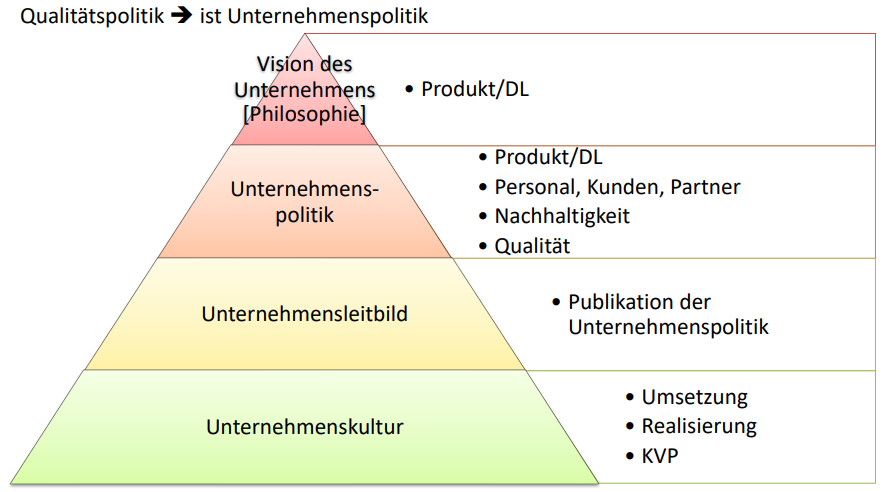 Qualitätspolitik ➔ ist Unternehmenspolitik
Vision des
Unternehmens
[Philosophie]
• Produkt/DL
Unternehmens-
politik
• Produkt/DL
• Personal, Kunden, Partner
• Nachhaltigkeit
• Qualität
Unternehmensleitbild
• Publikation der
Unternehmenspolitik
Unternehmenskultur
• Umsetzung
• Realisierung
• KVP